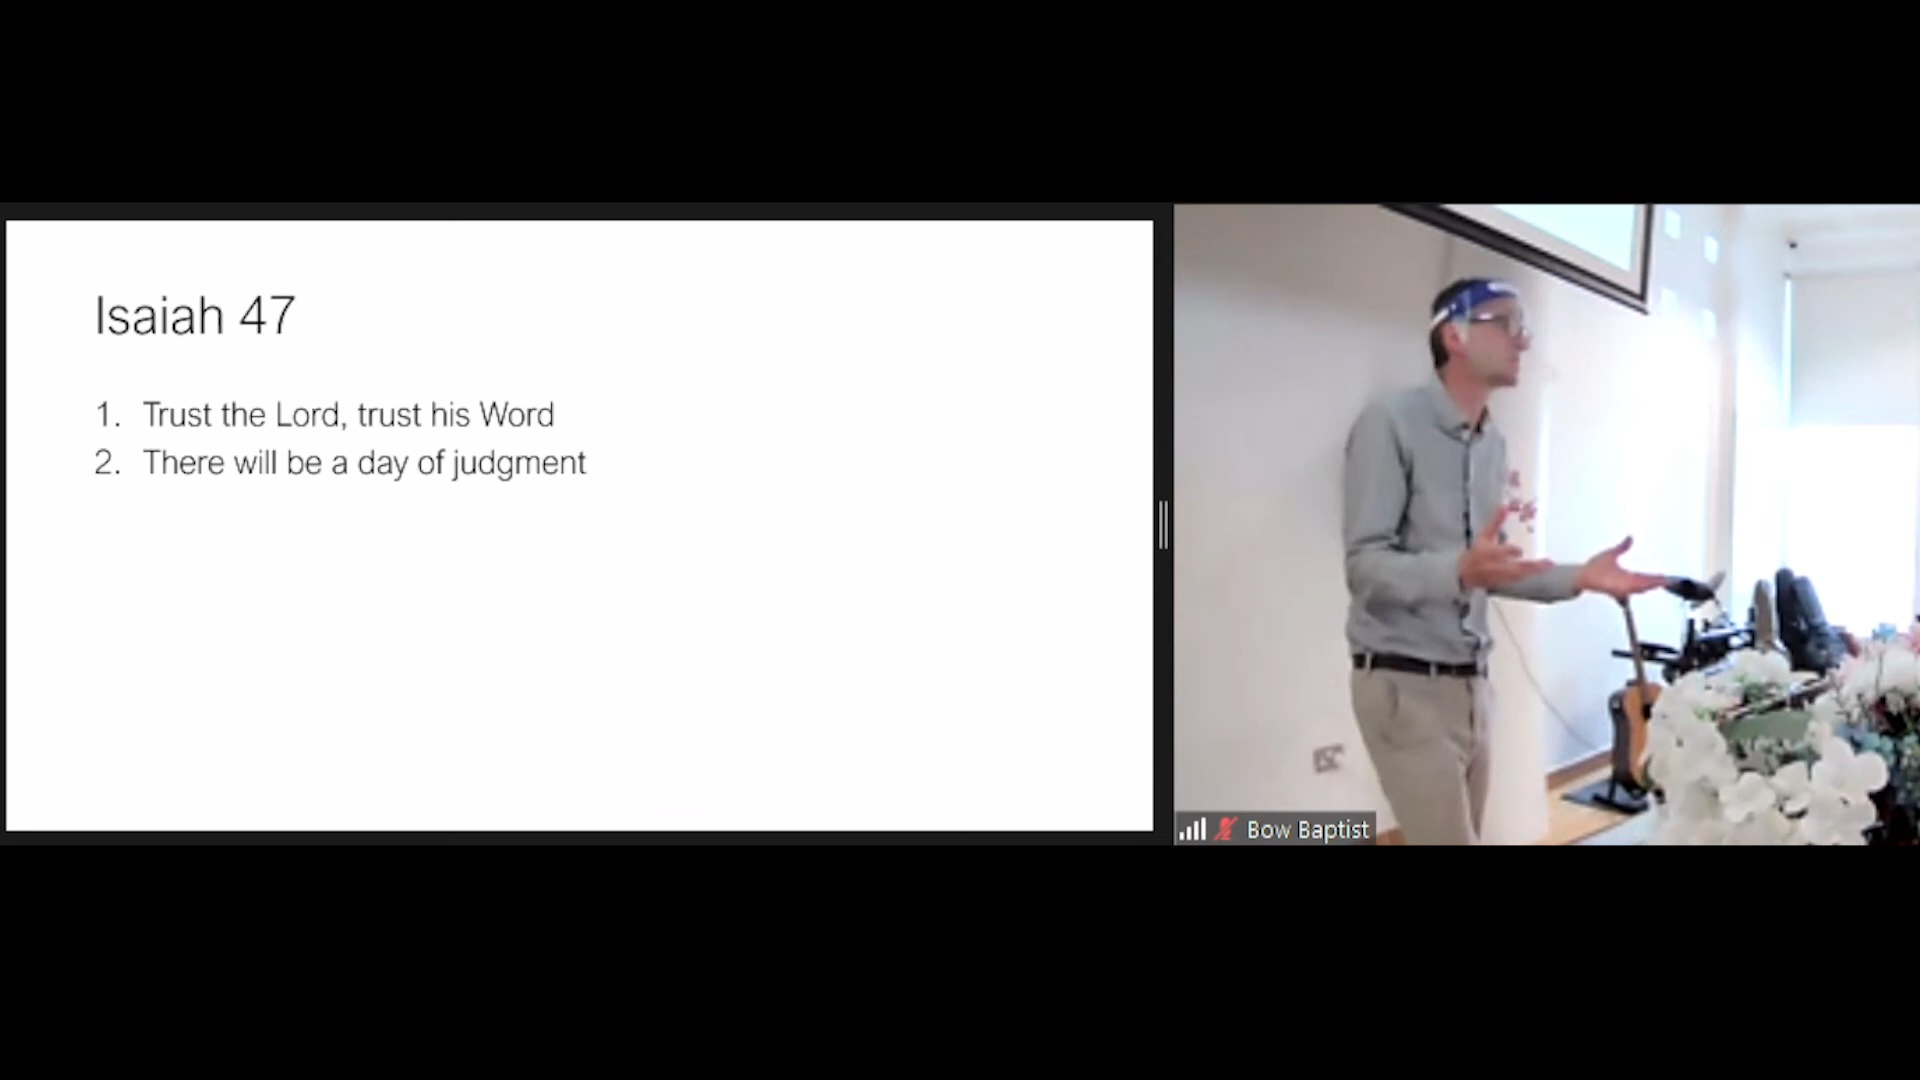 Isaiah 47
1. Trust the Lord, trust his Word
2. There will be a day of judgment
Bow Baptist